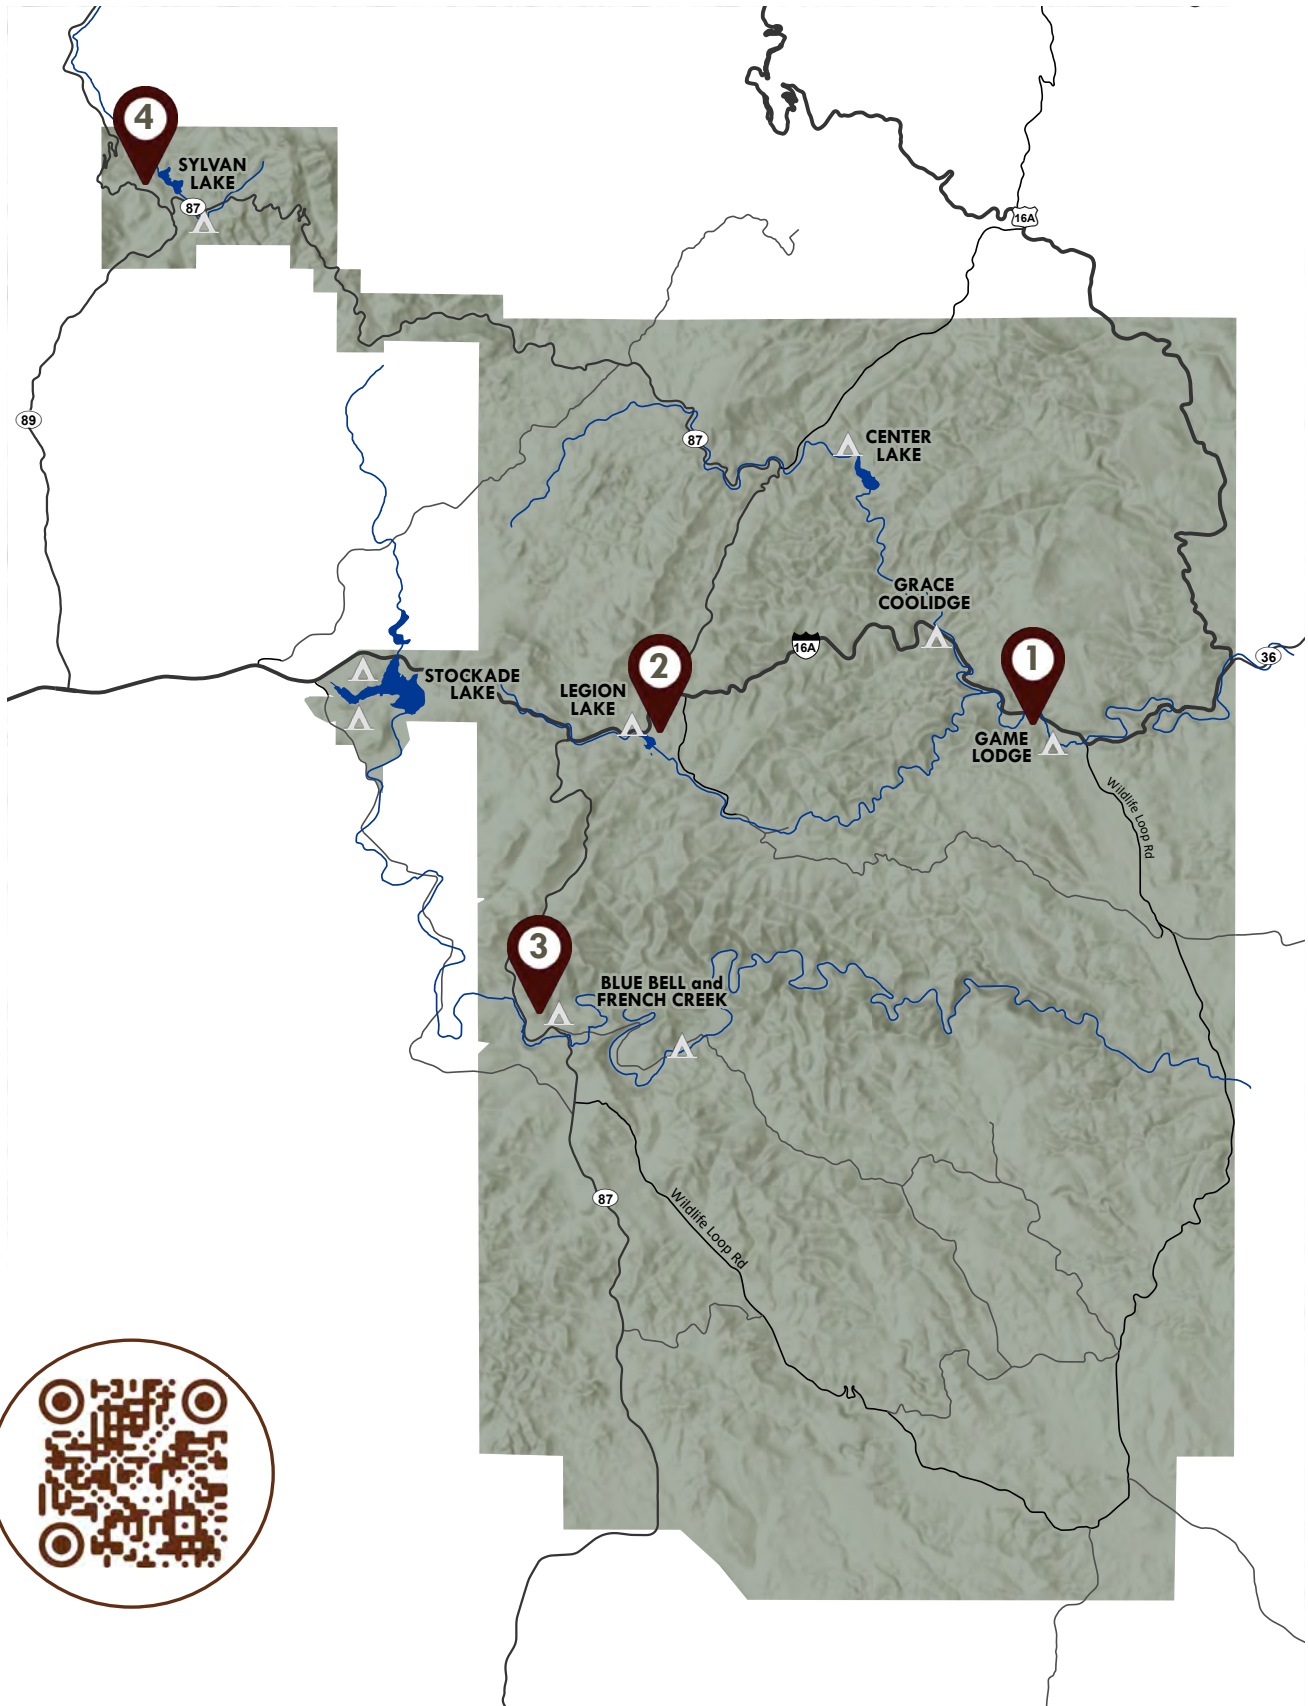 4
SYLVAN
LAKE
87
16A
89
87
CENTER
LAKE
GRACE
COOLIDGE
16A
1
36
2
STOCKADE
LAKE
LEGION
LAKE
GAME
LODGE
Wildlife Loop Rd
3
BLUE BELL and
FRENCH CREEK
87
Wildlife Loop Rd